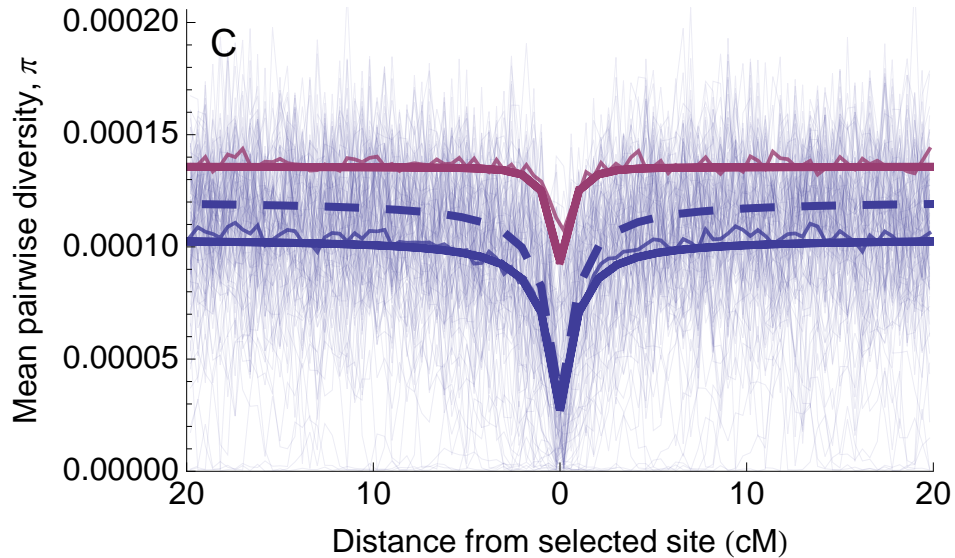 C
Mean pairwise diversity, π
0.00020
0.00015
0.00010
0.00005
0.00000
20 10 0 10 20
Distance from selected site (cM)